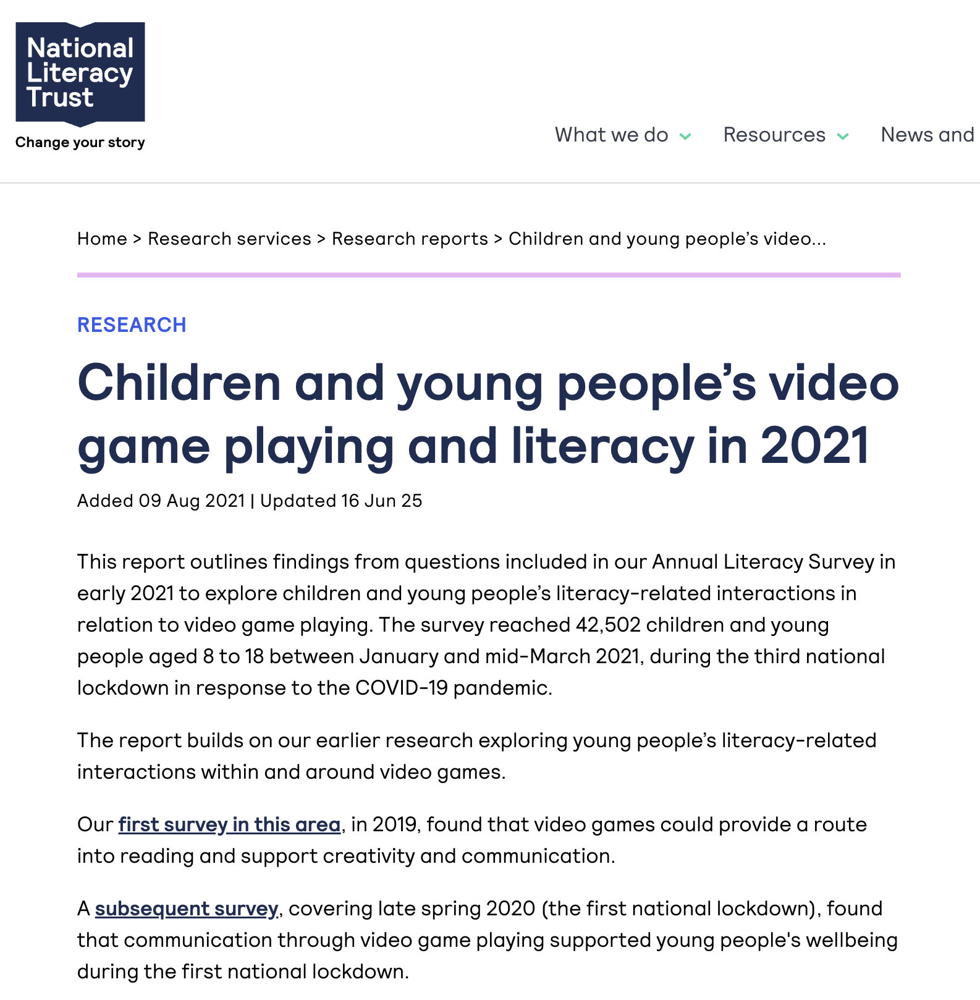 National
Literacy
Trust
Change your story
What we do Resources News and
Home > Research services > Research reports > Children and young people’s video...
RESEARCH
Children and young people’s video
game playing and literacy in 2021
Added 09 Aug 2021 | Updated 16 Jun 25
This report outlines findings from questions included in our Annual Literacy Survey in
early 2021 to explore children and young people’s literacy-related interactions in
relation to video game playing. The survey reached 42,502 children and young
people aged 8 to 18 between January and mid-March 2021, during the third national
lockdown in response to the COVID-19 pandemic.
The report builds on our earlier research exploring young people’s literacy-related
interactions within and around video games.
Our first survey in this area, in 2019, found that video games could provide a route
into reading and support creativity and communication.
A subsequent survey, covering late spring 2020 (the first national lockdown), found
that communication through video game playing supported young people's wellbeing
during the first national lockdown.